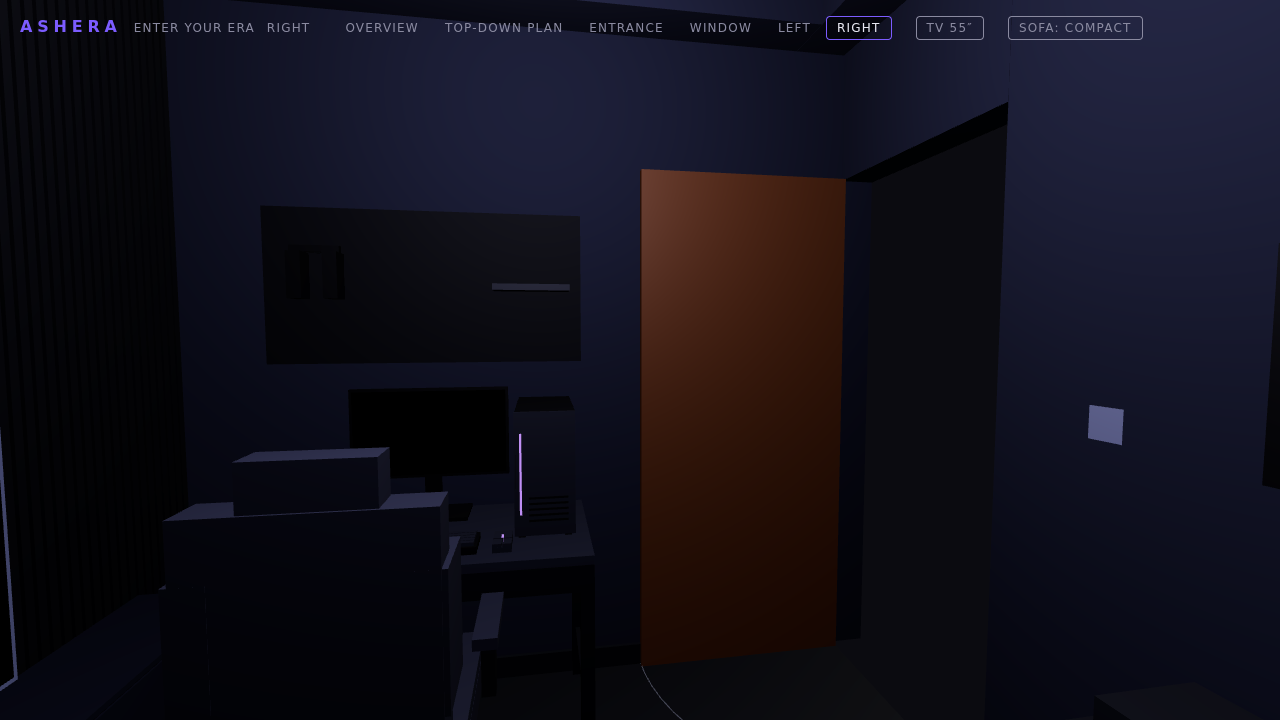 ASHERA ENTER YOUR ERA RIGHT OVERVIEW TOP-DOWN PLAN ENTRANCE WINDOW LEFT RIGHT TV 55″ SOFA: COMPACT